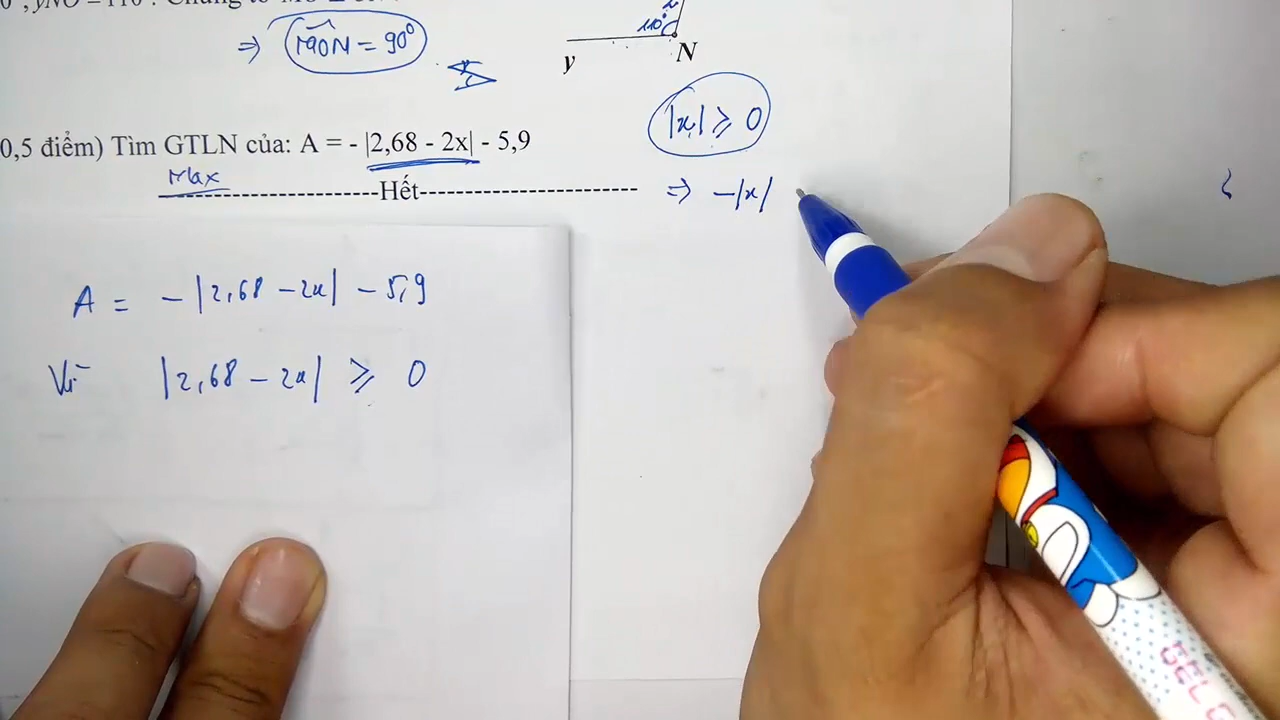 ⇒ MON = 90°
110°
y N
|x| ≥ 0
0,5 điểm) Tìm GTLN của: A = - |2,68 - 2x| - 5,9
Max
Hết
⇒ -|x|
A = - |2,68 - 2x| - 5,9
Vì |2,68 - 2x| ≥ 0